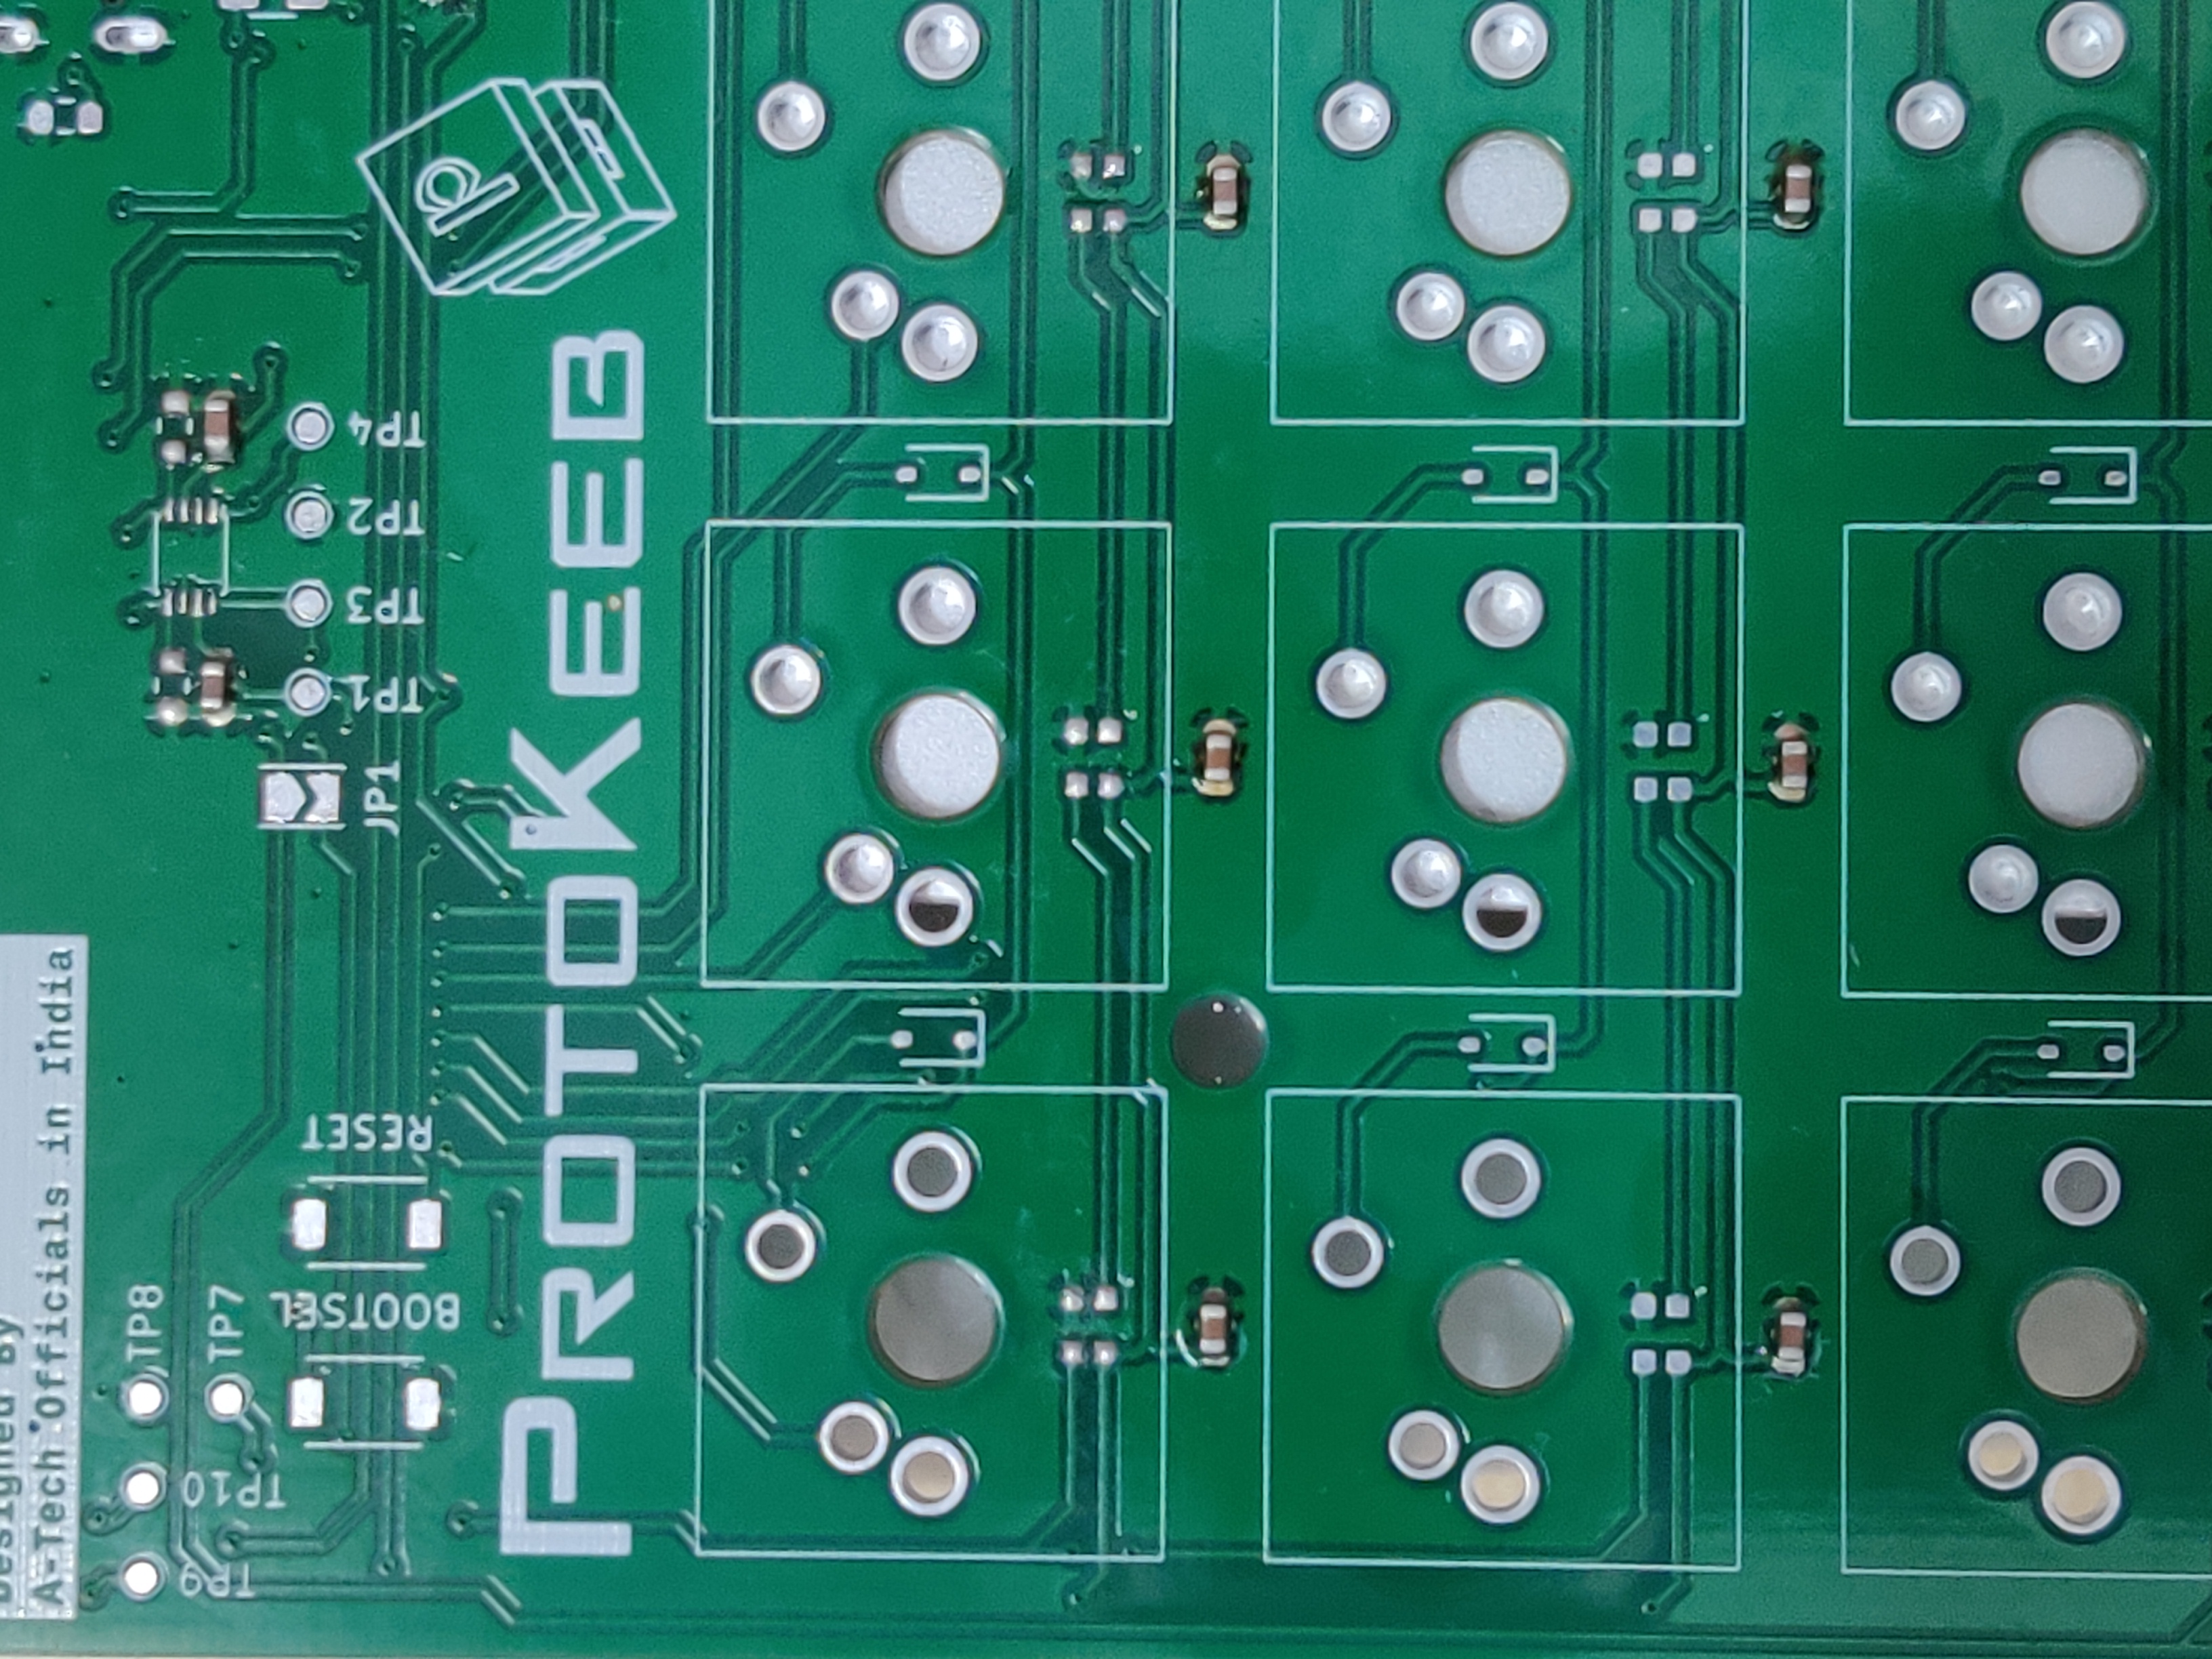 TP4
TP2
TP3
TP1
JP1
PROTOKEEB
RESET
BOOTSEL
TP8
TP7
TP10
TP9
Designed By
A-Tech Officials in India